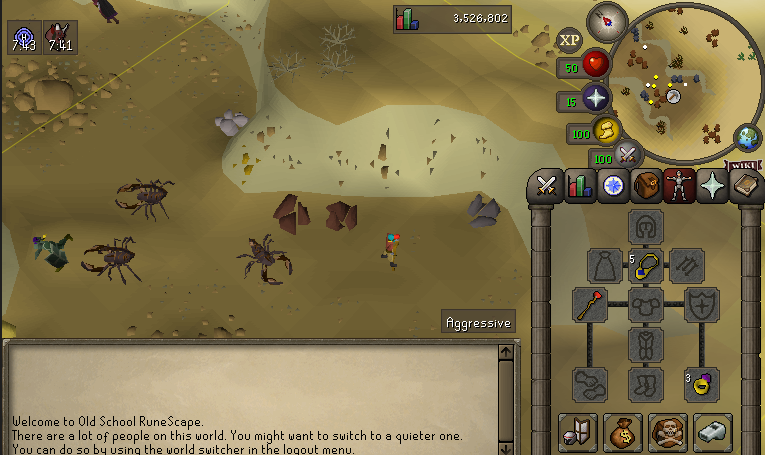 3,526,802
7:43 7:41
XP
50
15
100
100
WIKI
5
3
Aggressive
Welcome to Old School RuneScape.
There are a lot of people on this world. You might want to switch to a quieter one.
You can do so by using the world switcher in the logout menu.